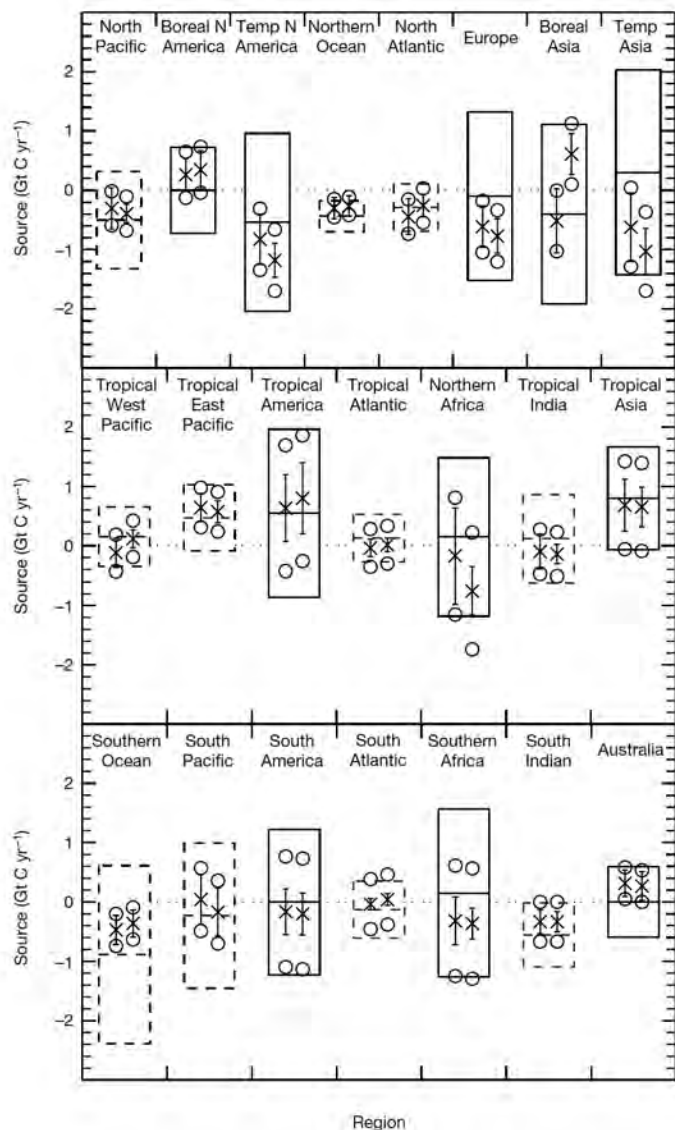 North Pacific
Boreal N America
Temp N America
Northern Ocean
North Atlantic
Europe
Boreal Asia
Temp Asia
Source (Gt C yr⁻¹)
2
1
0
−1
−2
Tropical West Pacific
Tropical East Pacific
Tropical America
Tropical Atlantic
Northern Africa
Tropical India
Tropical Asia
Source (Gt C yr⁻¹)
2
1
0
−1
−2
Southern Ocean
South Pacific
South America
South Atlantic
Southern Africa
South Indian
Australia
Source (Gt C yr⁻¹)
2
1
0
−1
−2
Region